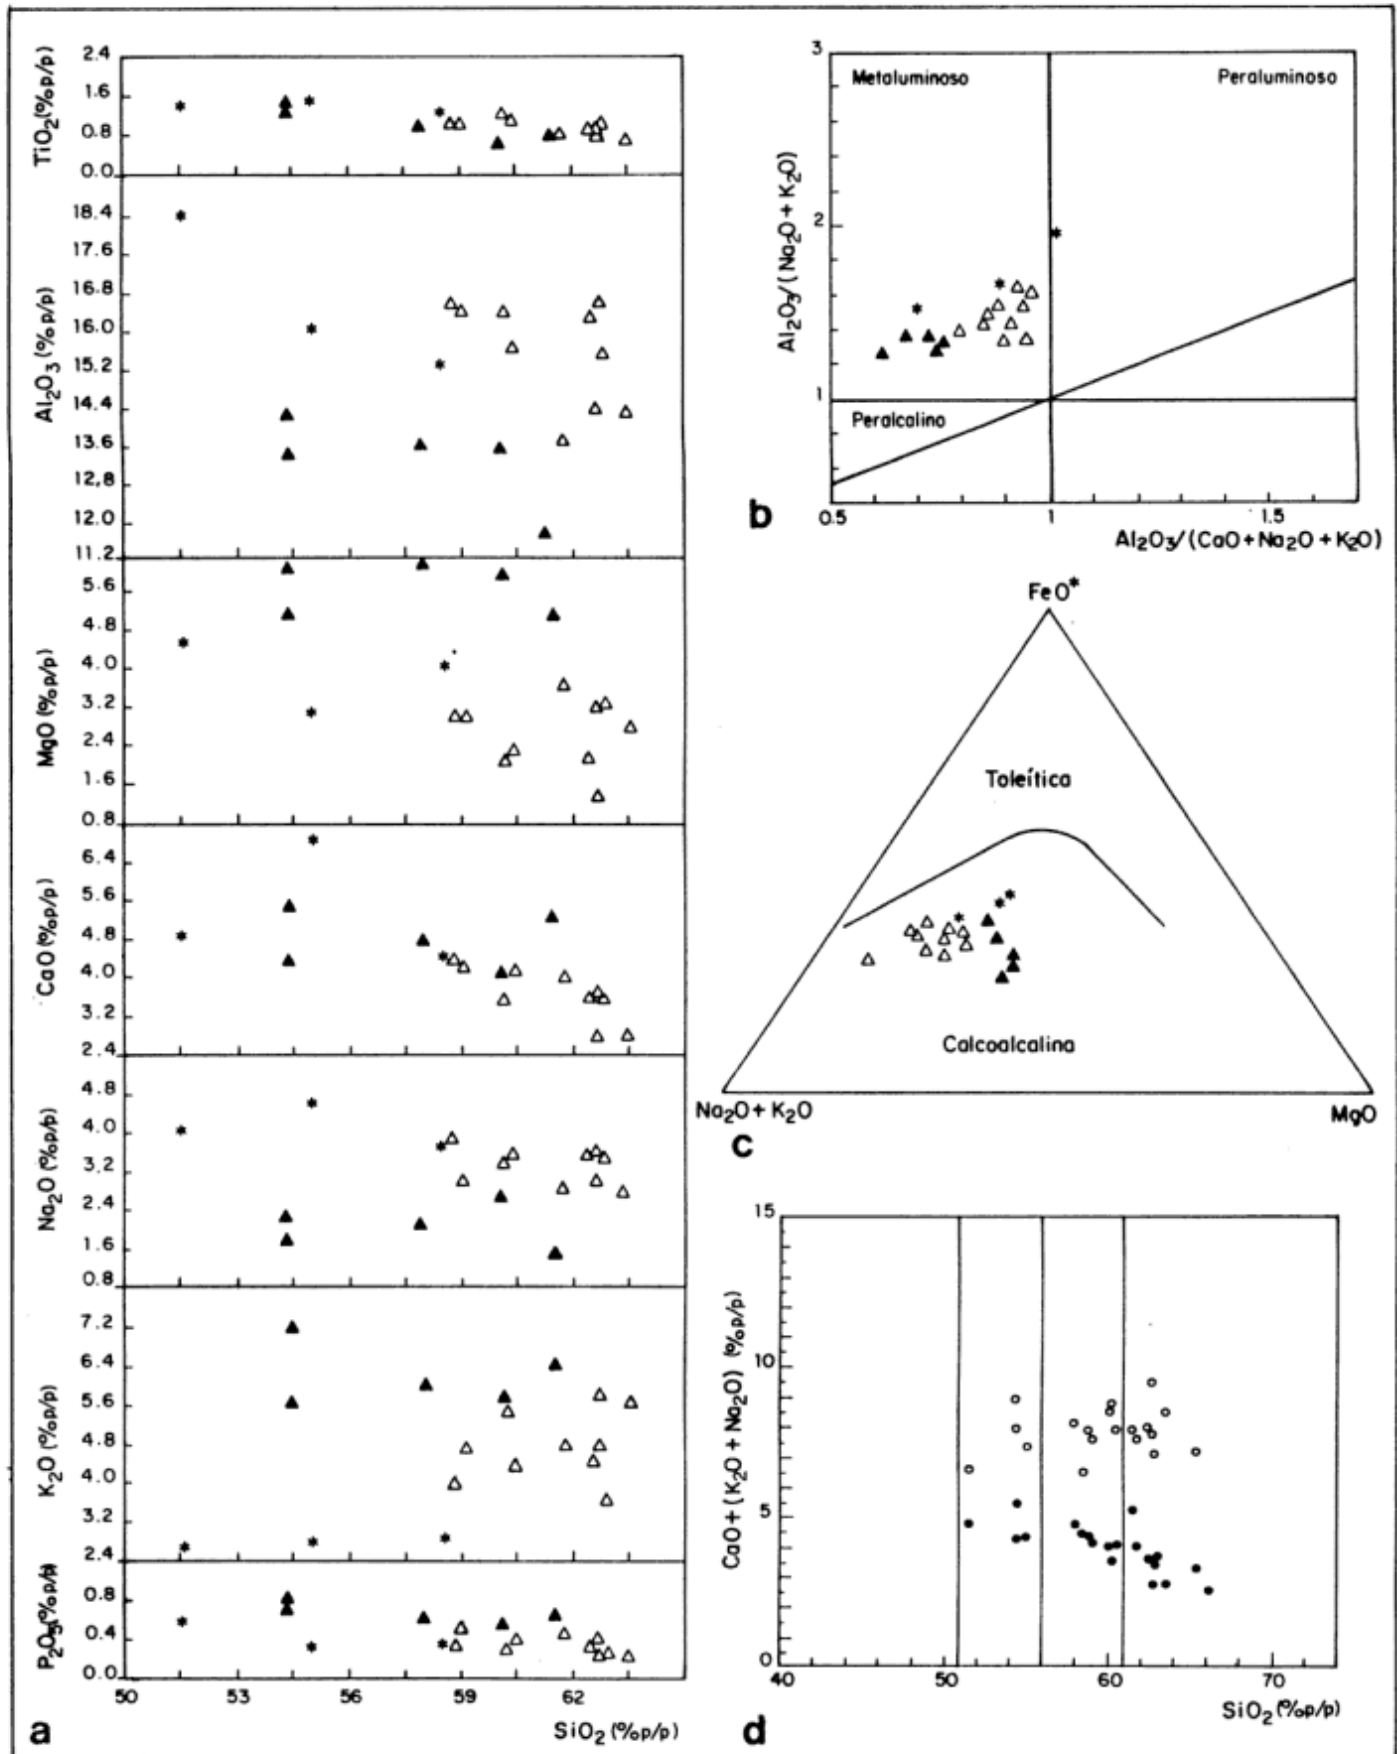 TiO2 (%p/p)
2.4
1.6
0.8
0.0
Al2O3 (%p/p)
18.4
17.6
16.8
16.0
15.2
14.4
13.6
12.8
12.0
11.2
MgO (%p/p)
5.6
4.8
4.0
3.2
2.4
1.6
0.8
CaO (%p/p)
6.4
5.6
4.8
4.0
3.2
2.4
Na2O (%p/p)
4.8
4.0
3.2
2.4
1.6
0.8
K2O (%p/p)
7.2
6.4
5.6
4.8
4.0
3.2
2.4
P2O5 (%p/p)
0.8
0.4
0.0
50 53 56 59 62
SiO2 (%p/p)
a
Al2O3/(Na2O + K2O)
3
2
1
Metaluminoso Peraluminoso
Peralcalino
0.5 1 1.5
Al2O3/(CaO + Na2O + K2O)
b
FeO*
Toleítica
Calcoalcalina
Na2O + K2O MgO
c
CaO + (K2O + Na2O) (%p/p)
15
10
5
0
40 50 60 70
SiO2 (%p/p)
d